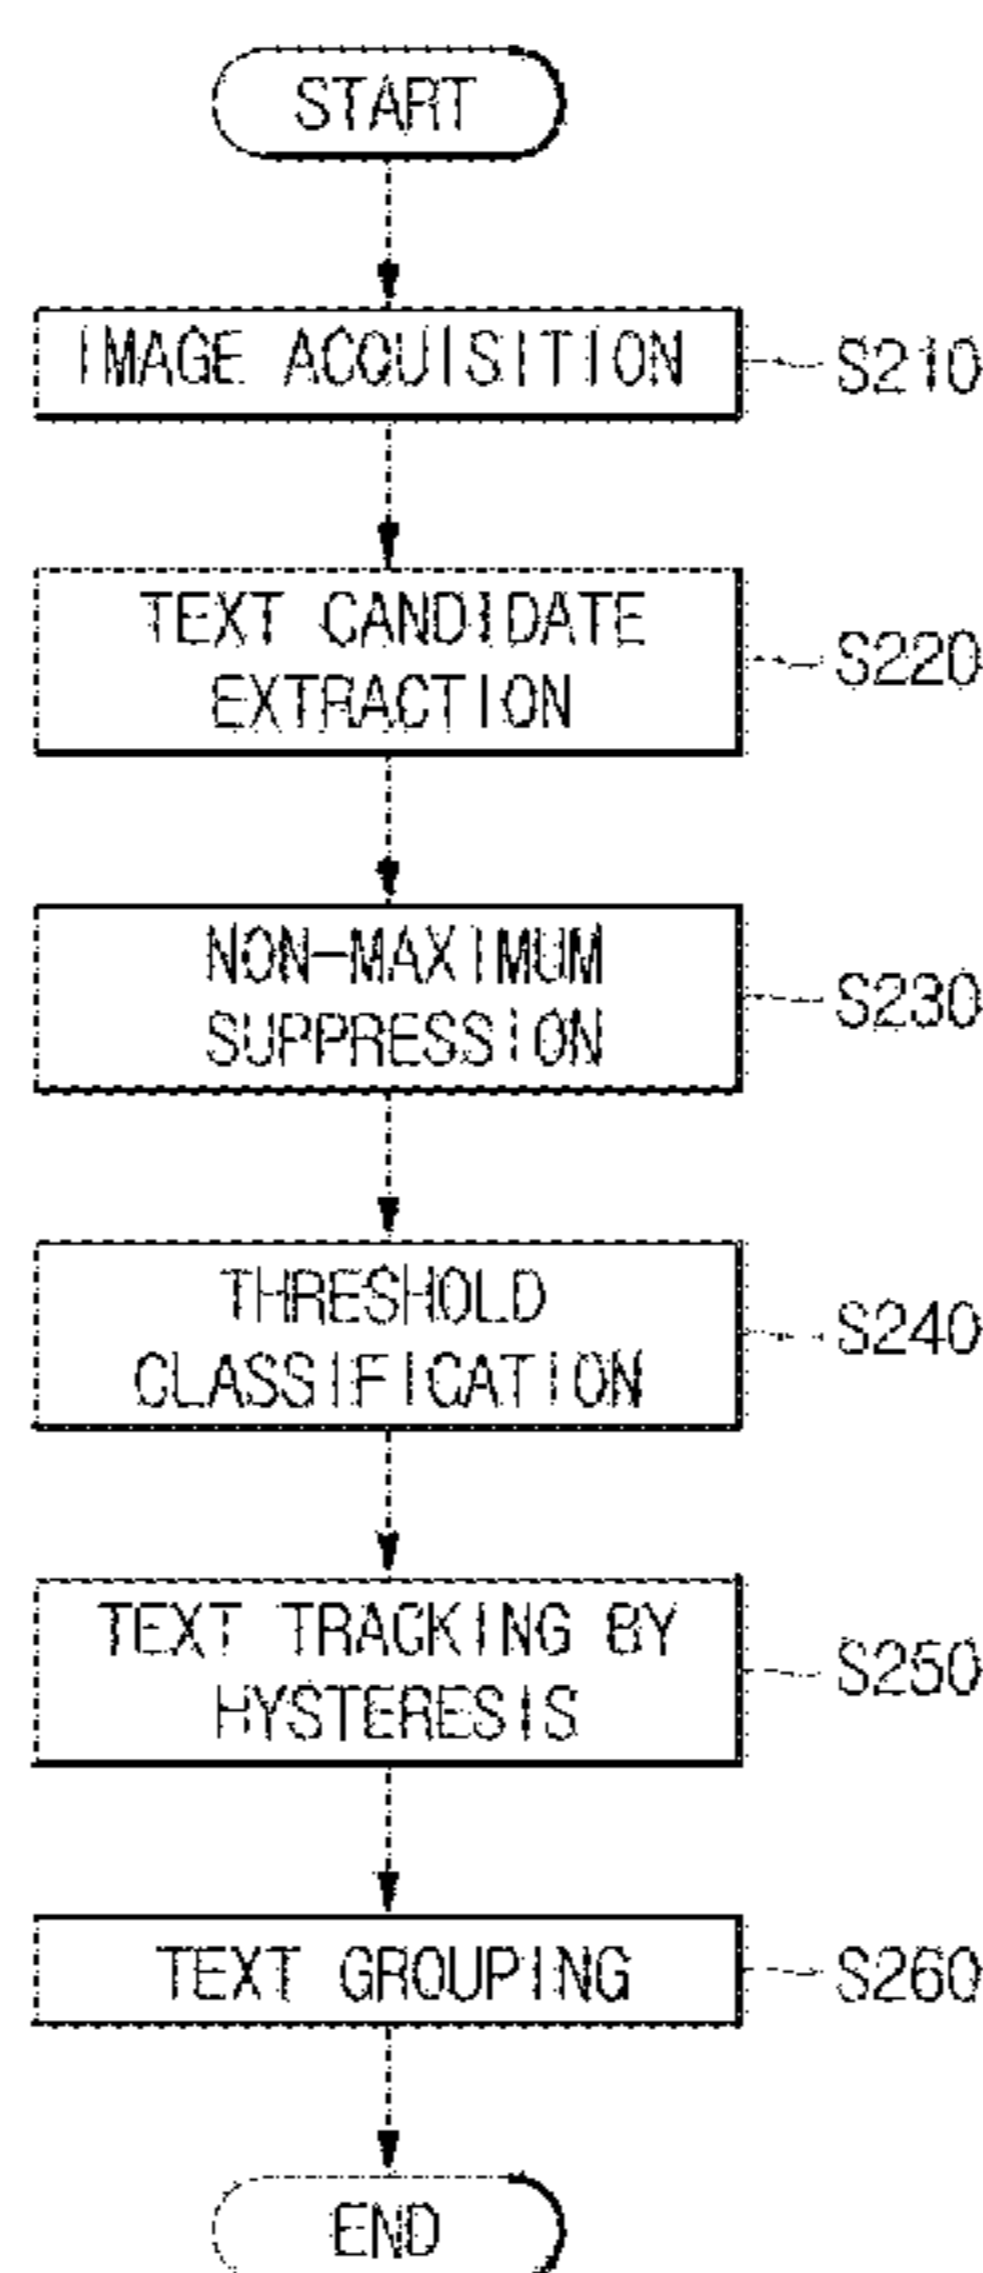 START
IMAGE ACQUISITION
S210
TEXT CANDIDATE
EXTRACTION
S220
NON-MAXIMUM
SUPPRESSION
S230
THRESHOLD
CLASSIFICATION
S240
TEXT TRACKING BY
HYSTERESIS
S250
TEXT GROUPING
S260
END